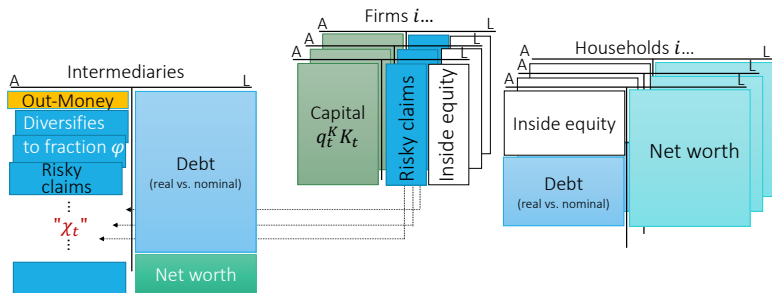 Firms i...
A
L
A
L
A
L
Capital
q_t^K K_t
Risky claims
Inside equity
Households i...
A
L
A
L
A
L
Inside equity
Debt
(real vs. nominal)
Net worth
Intermediaries
A
L
Out-Money
Diversifies
to fraction φ
Risky
claims
⋮
"χ_t"
⋮
Debt
(real vs. nominal)
Net worth